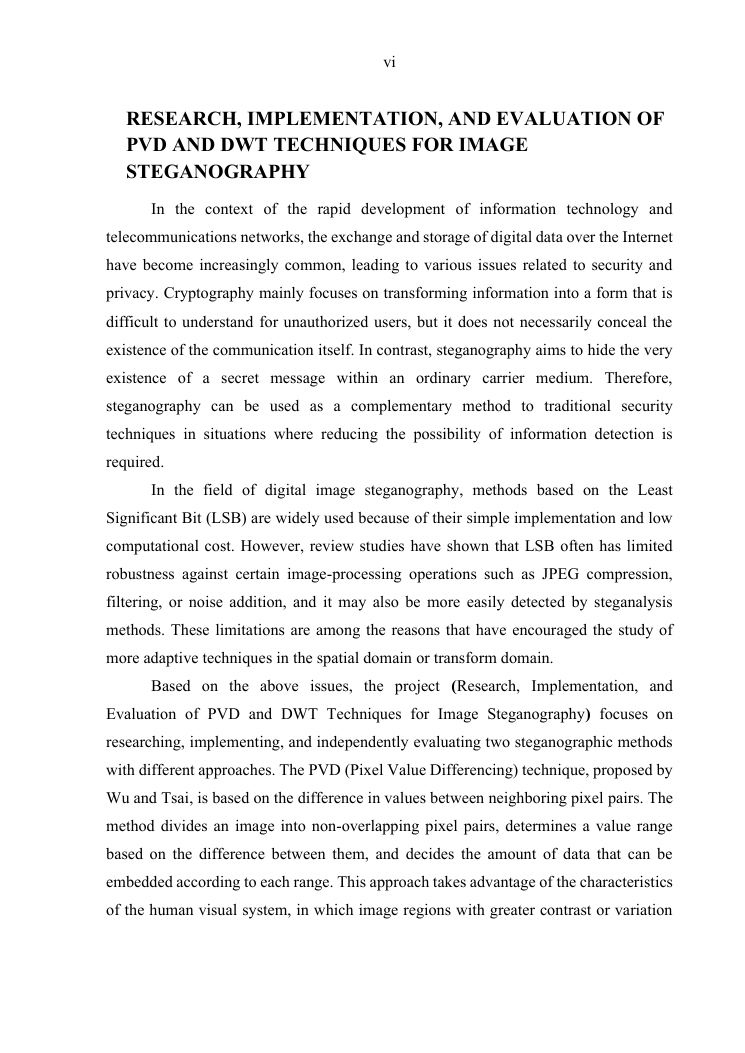 vi
RESEARCH, IMPLEMENTATION, AND EVALUATION OF
PVD AND DWT TECHNIQUES FOR IMAGE
STEGANOGRAPHY
In the context of the rapid development of information technology and
telecommunications networks, the exchange and storage of digital data over the Internet
have become increasingly common, leading to various issues related to security and
privacy. Cryptography mainly focuses on transforming information into a form that is
difficult to understand for unauthorized users, but it does not necessarily conceal the
existence of the communication itself. In contrast, steganography aims to hide the very
existence of a secret message within an ordinary carrier medium. Therefore,
steganography can be used as a complementary method to traditional security
techniques in situations where reducing the possibility of information detection is
required.
In the field of digital image steganography, methods based on the Least
Significant Bit (LSB) are widely used because of their simple implementation and low
computational cost. However, review studies have shown that LSB often has limited
robustness against certain image-processing operations such as JPEG compression,
filtering, or noise addition, and it may also be more easily detected by steganalysis
methods. These limitations are among the reasons that have encouraged the study of
more adaptive techniques in the spatial domain or transform domain.
Based on the above issues, the project (Research, Implementation, and
Evaluation of PVD and DWT Techniques for Image Steganography) focuses on
researching, implementing, and independently evaluating two steganographic methods
with different approaches. The PVD (Pixel Value Differencing) technique, proposed by
Wu and Tsai, is based on the difference in values between neighboring pixel pairs. The
method divides an image into non-overlapping pixel pairs, determines a value range
based on the difference between them, and decides the amount of data that can be
embedded according to each range. This approach takes advantage of the characteristics
of the human visual system, in which image regions with greater contrast or variation